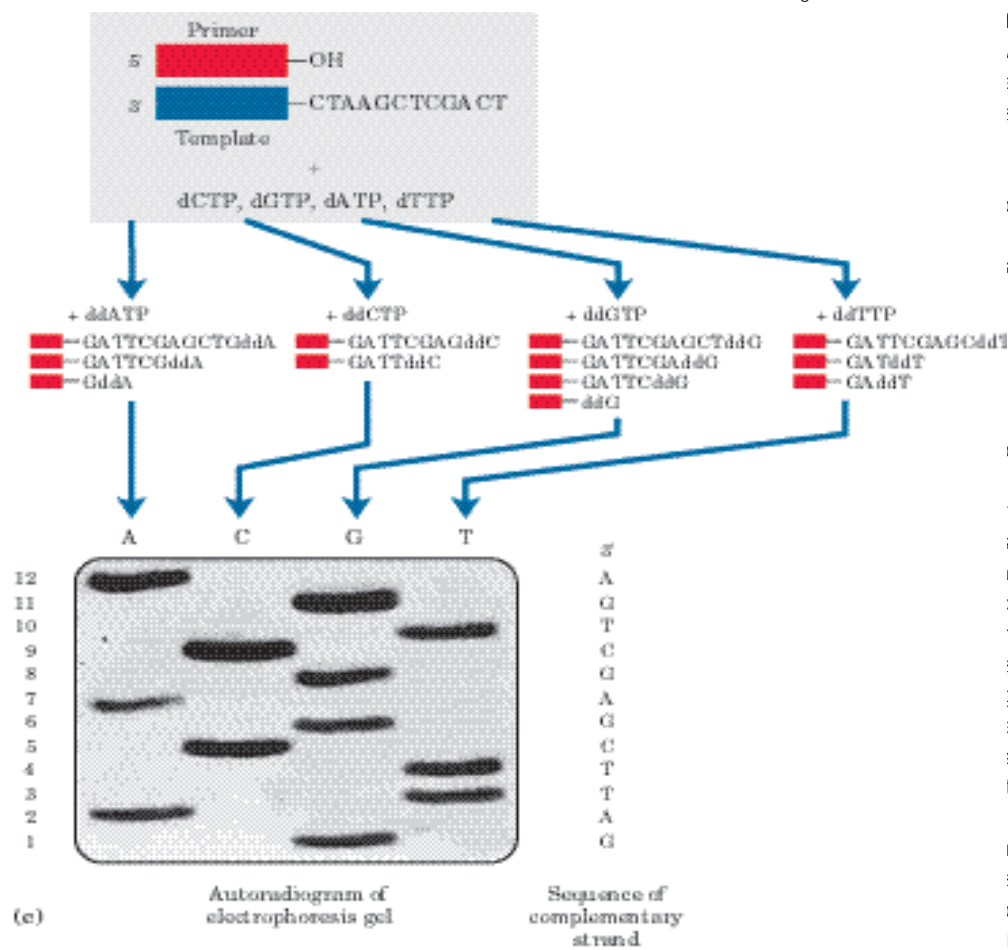 Primer
5' OH
3' CTAAGCTCGACT
Template
+
dCTP, dGTP, dATP, dTTP
+ ddATP + ddCTP + ddGTP + ddTTP
GATTCGAGCTGddA GATTCGAGddC GATTCGAGCTddG GATTCGAGCddT
GATTCGddA GATTddC GATTCGAddG GATddT
GddA GATTCddG GAddT
ddG
A C G T
3'
12 A
11 G
10 T
9 C
8 G
7 A
6 G
5 C
4 T
3 T
2 A
1 G
Autoradiogram of
electrophoresis gel
Sequence of
complementary
strand